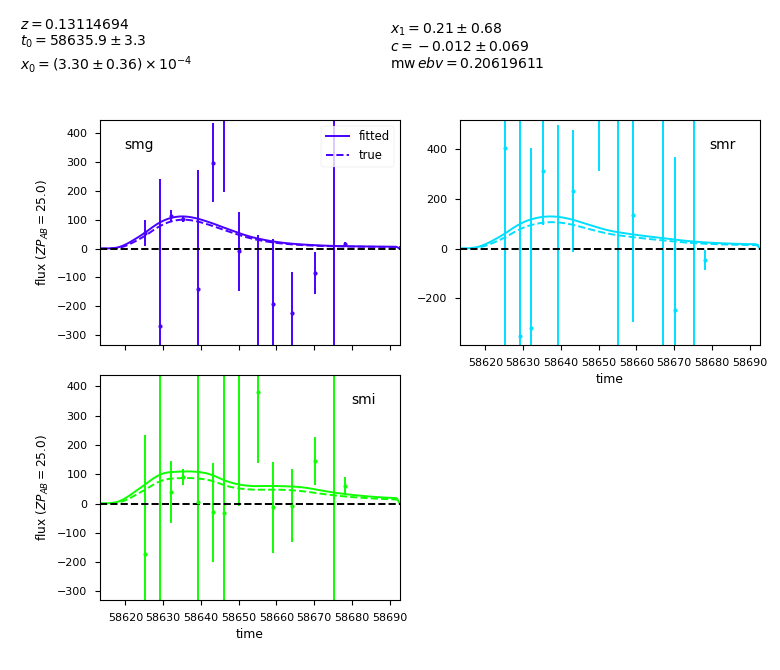 z = 0.13114694
t₀ = 58635.9 ± 3.3
x₀ = (3.30 ± 0.36) × 10⁻⁴
x₁ = 0.21 ± 0.68
c = −0.012 ± 0.069
mw ebv = 0.20619611
smg
fitted
true
400
300
200
100
0
−100
−200
−300
flux (ZP_AB = 25.0)
smr
400
200
0
−200
58620 58630 58640 58650 58660 58670 58680 58690
time
smi
400
300
200
100
0
−100
−200
−300
flux (ZP_AB = 25.0)
58620 58630 58640 58650 58660 58670 58680 58690
time